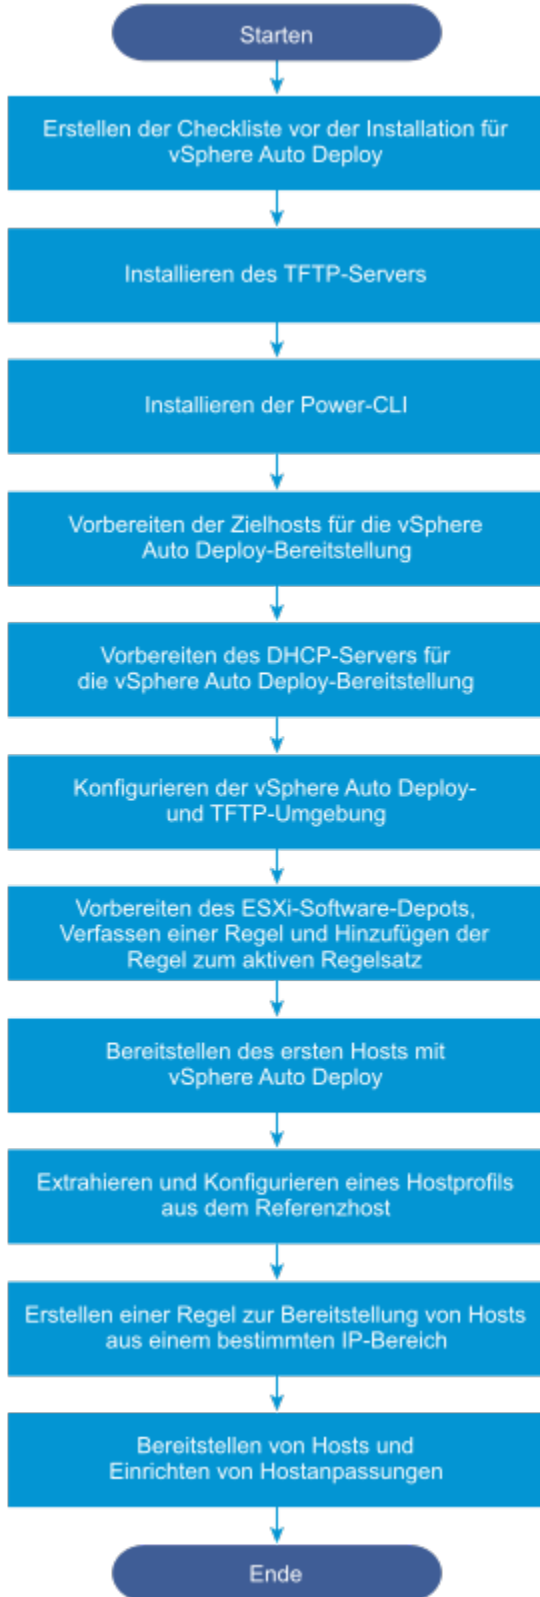 Starten
Erstellen der Checkliste vor der Installation für
vSphere Auto Deploy
Installieren des TFTP-Servers
Installieren der Power-CLI
Vorbereiten der Zielhosts für die vSphere
Auto Deploy-Bereitstellung
Vorbereiten des DHCP-Servers für
die vSphere Auto Deploy-Bereitstellung
Konfigurieren der vSphere Auto Deploy-
und TFTP-Umgebung
Vorbereiten des ESXi-Software-Depots,
Verfassen einer Regel und Hinzufügen der
Regel zum aktiven Regelsatz
Bereitstellen des ersten Hosts mit
vSphere Auto Deploy
Extrahieren und Konfigurieren eines Hostprofils
aus dem Referenzhost
Erstellen einer Regel zur Bereitstellung von Hosts
aus einem bestimmten IP-Bereich
Bereitstellen von Hosts und
Einrichten von Hostanpassungen
Ende